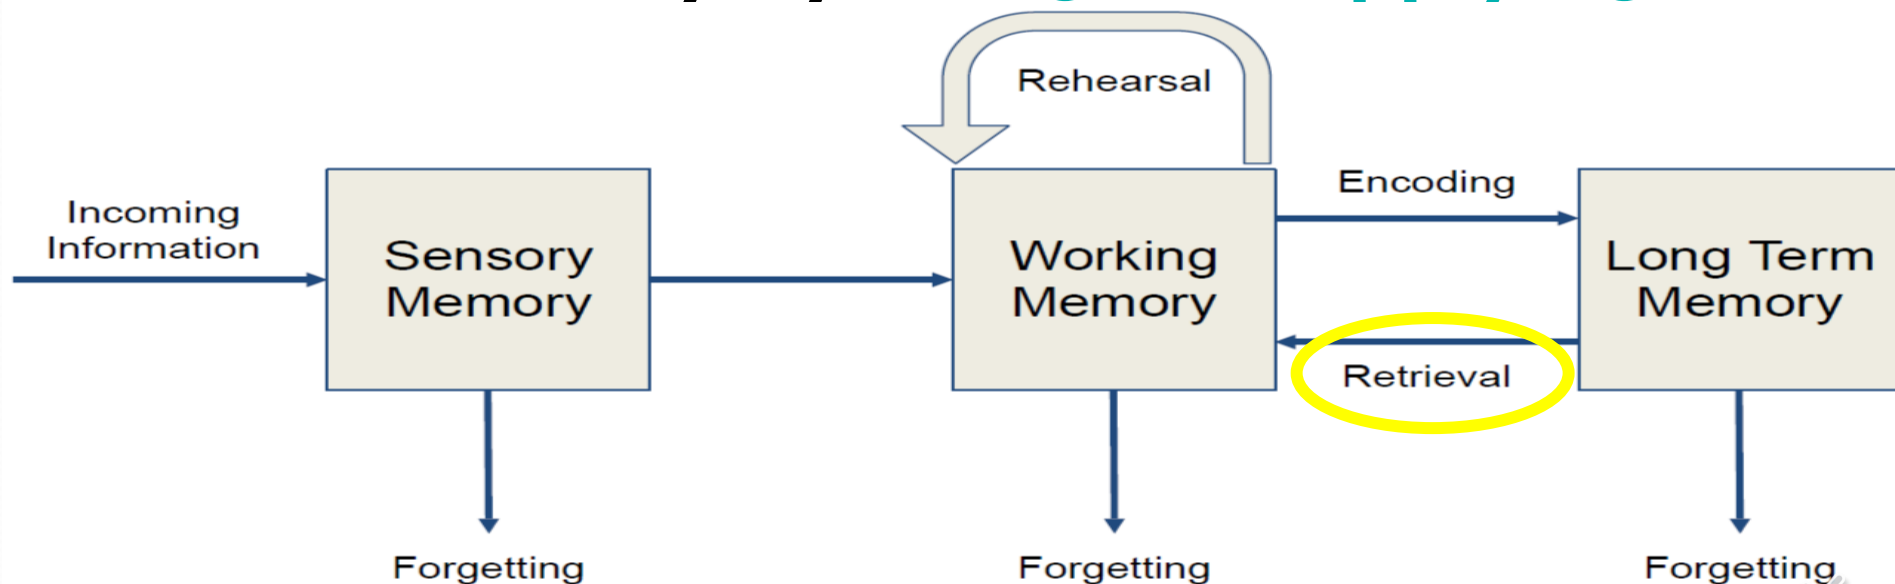 Rehearsal
Incoming
Information
Sensory
Memory
Working
Memory
Encoding
Long Term
Memory
Retrieval
Forgetting
Forgetting
Forgetting